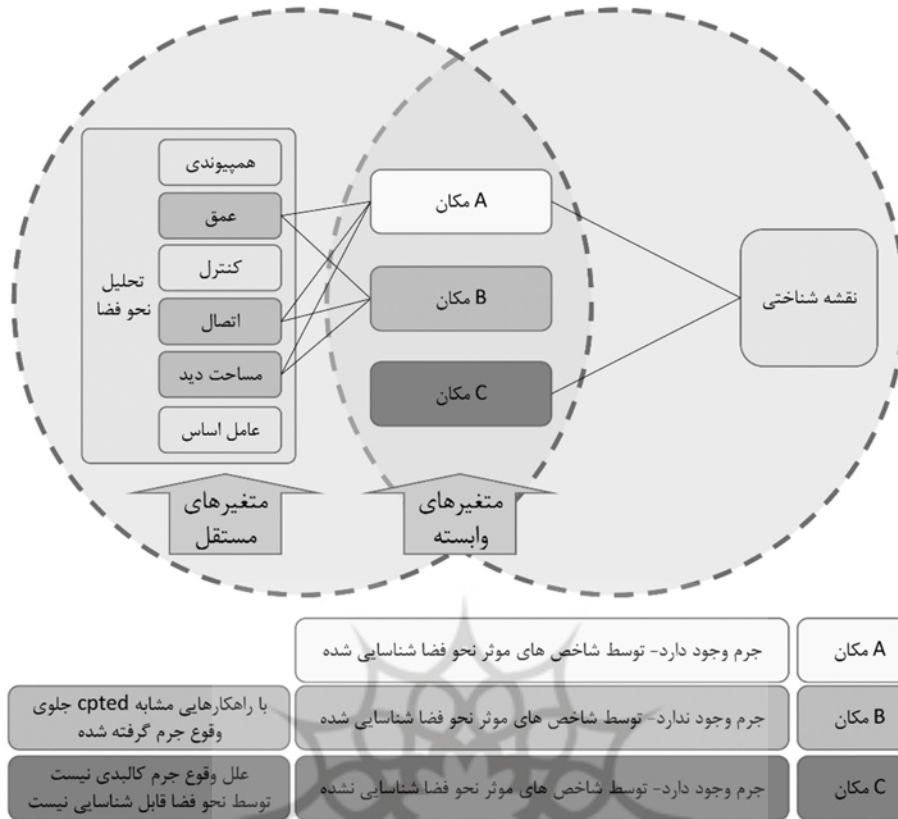 همپیوندی
عمق
کنترل
اتصال
مساحت دید
عامل اساس
تحلیل
نحو فضا
مکان A
مکان B
مکان C
نقشه شناختی
متغیرهای
مستقل
متغیرهای
وابسته
مکان A
جرم وجود دارد- توسط شاخص های موثر نحو فضا شناسایی شده
مکان B
جرم وجود ندارد- توسط شاخص های موثر نحو فضا شناسایی شده
با راهکارهایی مشابه cpted جلوی
وقوع جرم گرفته شده
مکان C
جرم وجود دارد- توسط شاخص های موثر نحو فضا شناسایی نشده
علل وقوع جرم کالبدی نیست
توسط نحو فضا قابل شناسایی نیست